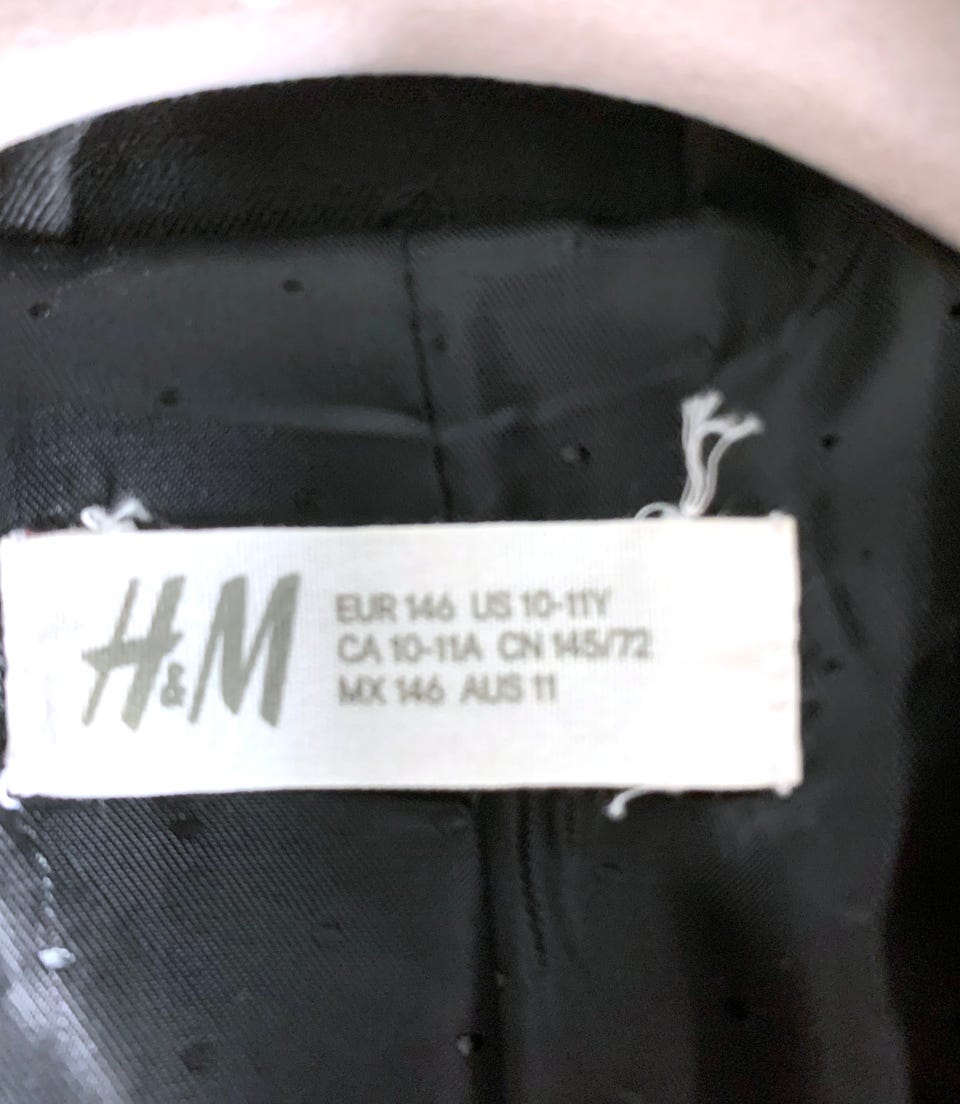 H&M
EUR 146 US 10-11Y
CA 10-11A CN 145/72
MX 146 AUS 11